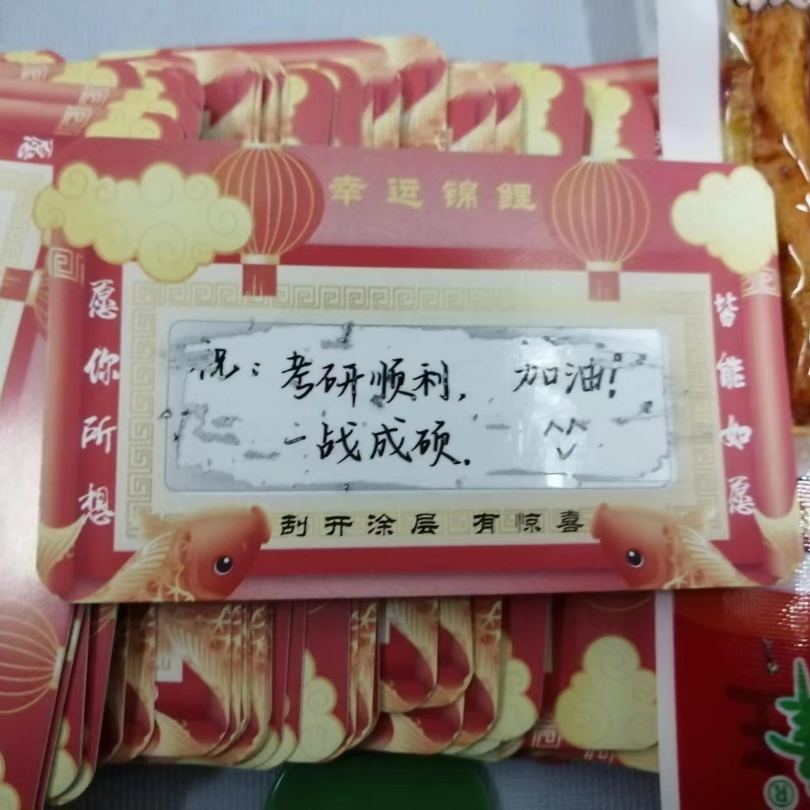 幸运锦鲤
愿你所想
祝：考研顺利，加油！
一战成硕.
皆能如愿
刮开涂层 有惊喜